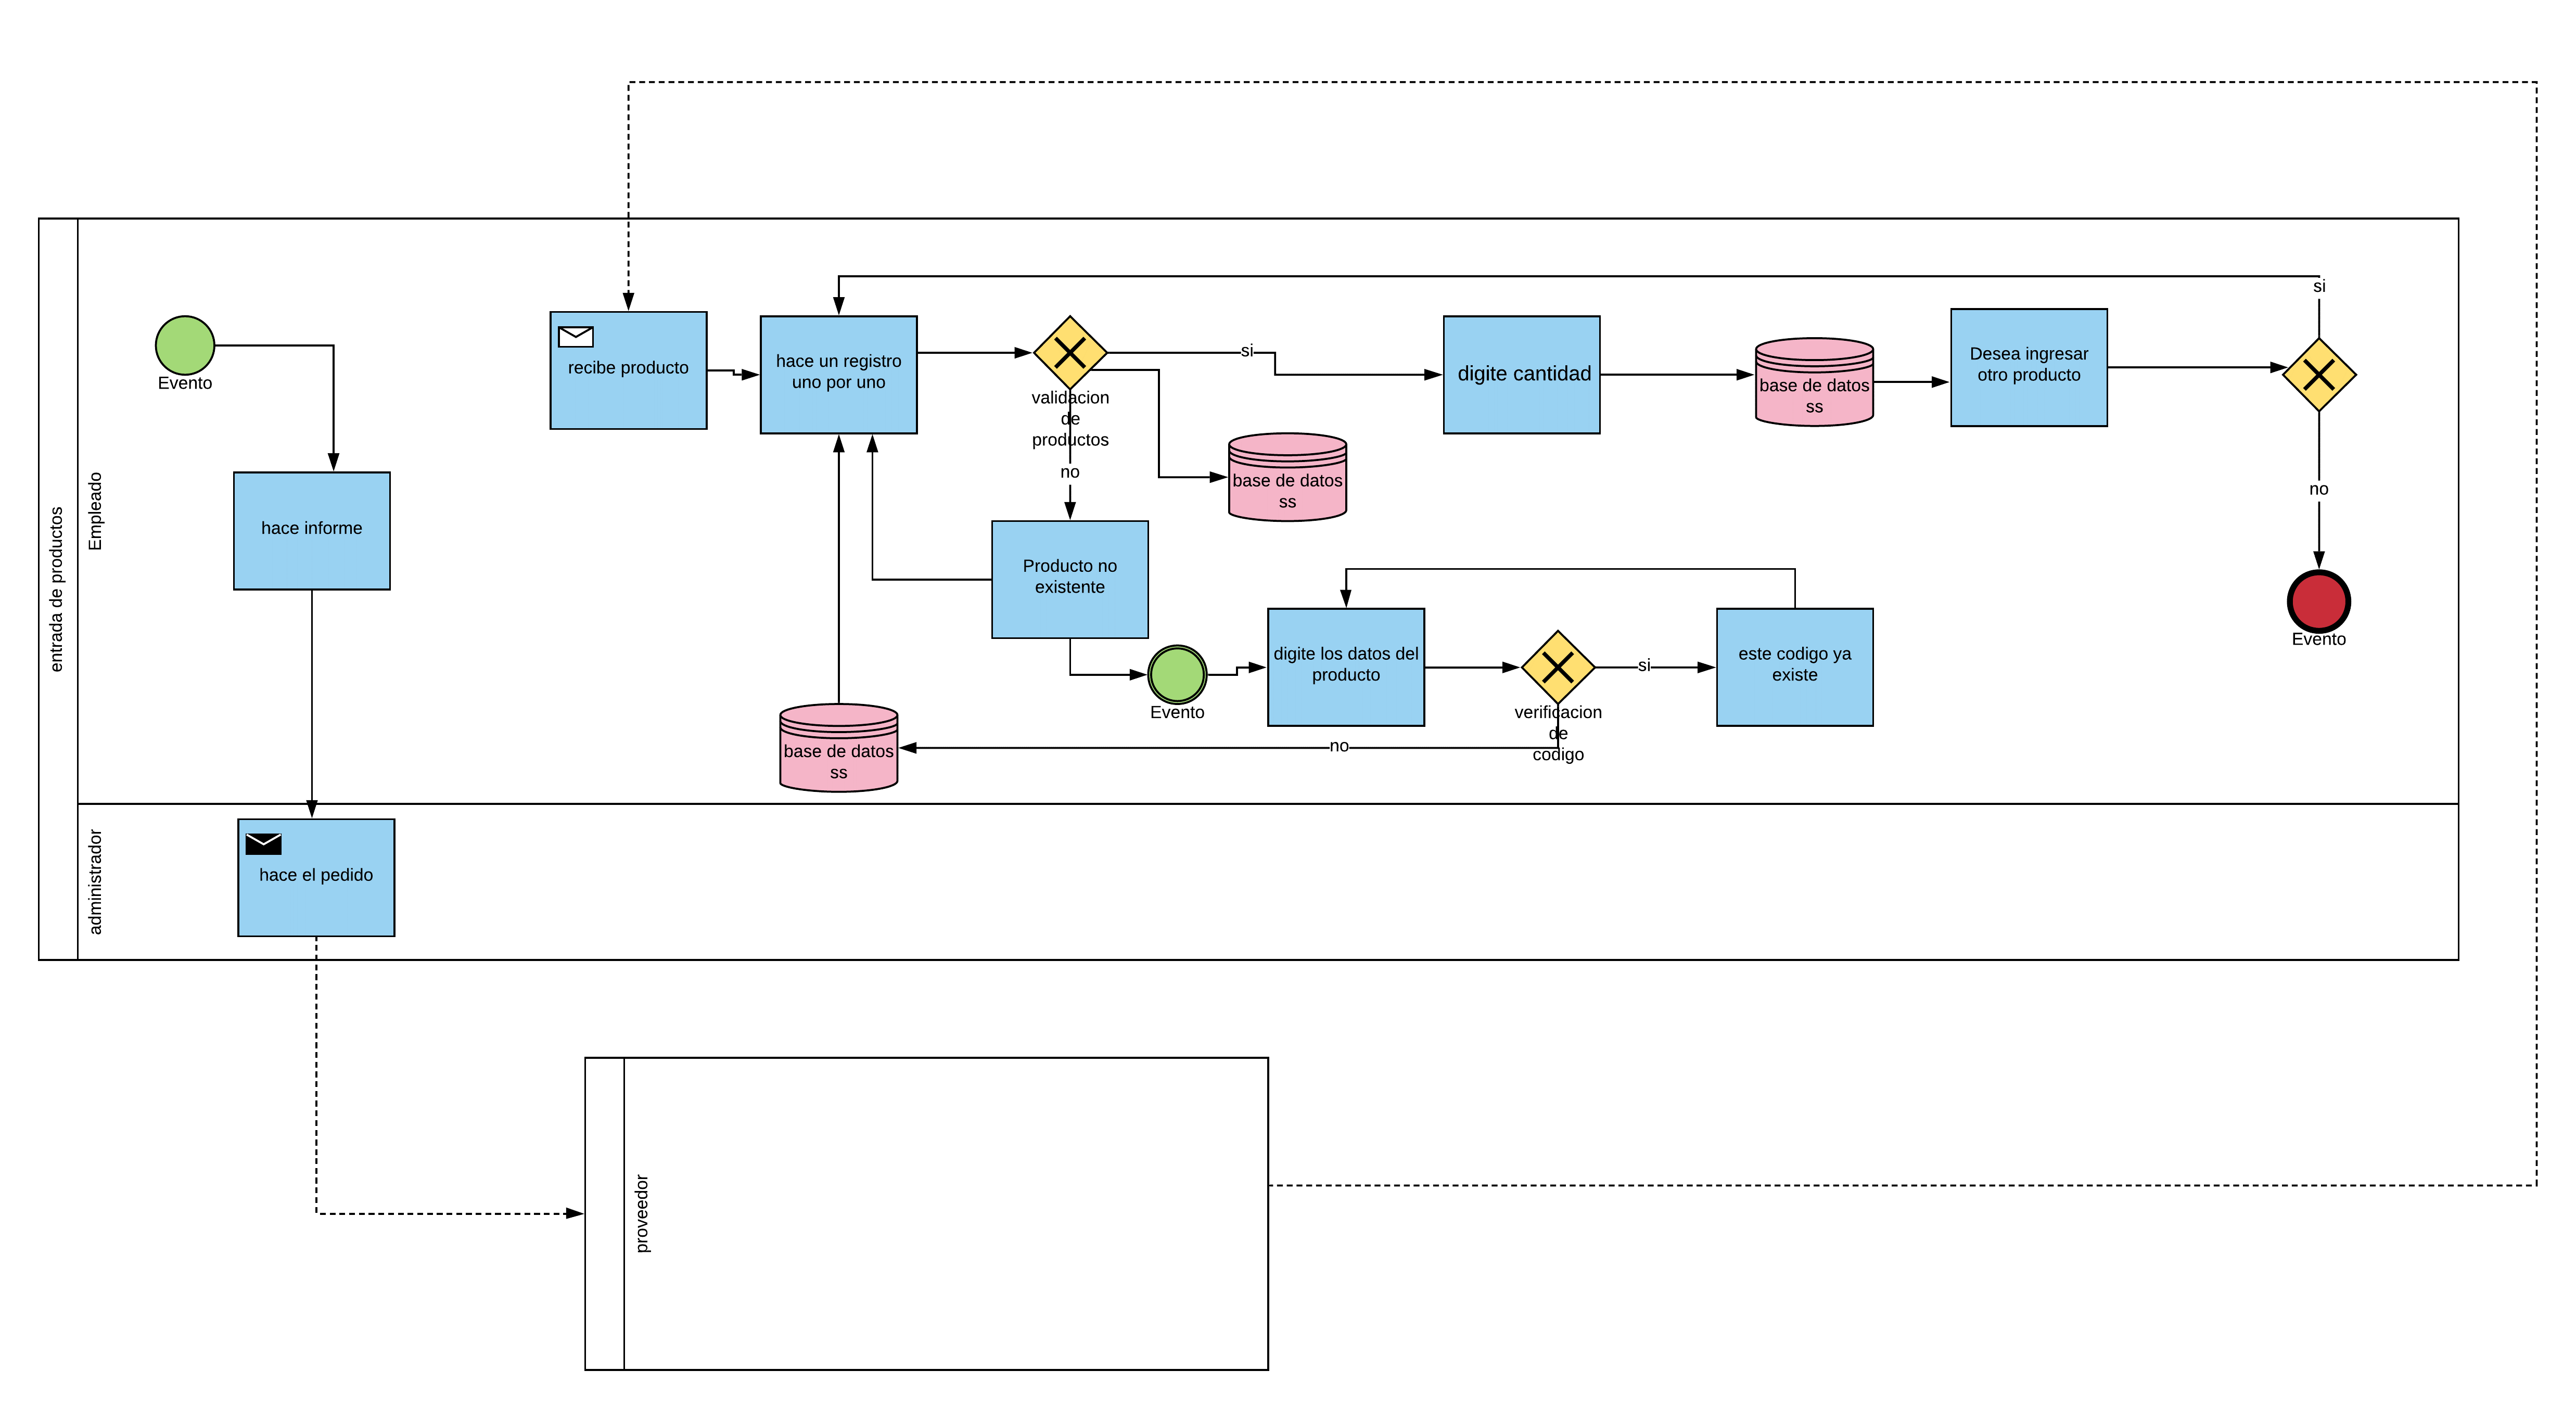 entrada de productos
Empleado
Evento
hace informe
recibe producto
hace un registro
uno por uno
validacion
de
productos
si
no
base de datos
ss
digite cantidad
base de datos
ss
Desea ingresar
otro producto
si
no
Evento
Producto no
existente
Evento
digite los datos del
producto
verificacion
de
codigo
si
no
este codigo ya
existe
base de datos
ss
administrador
hace el pedido
proveedor